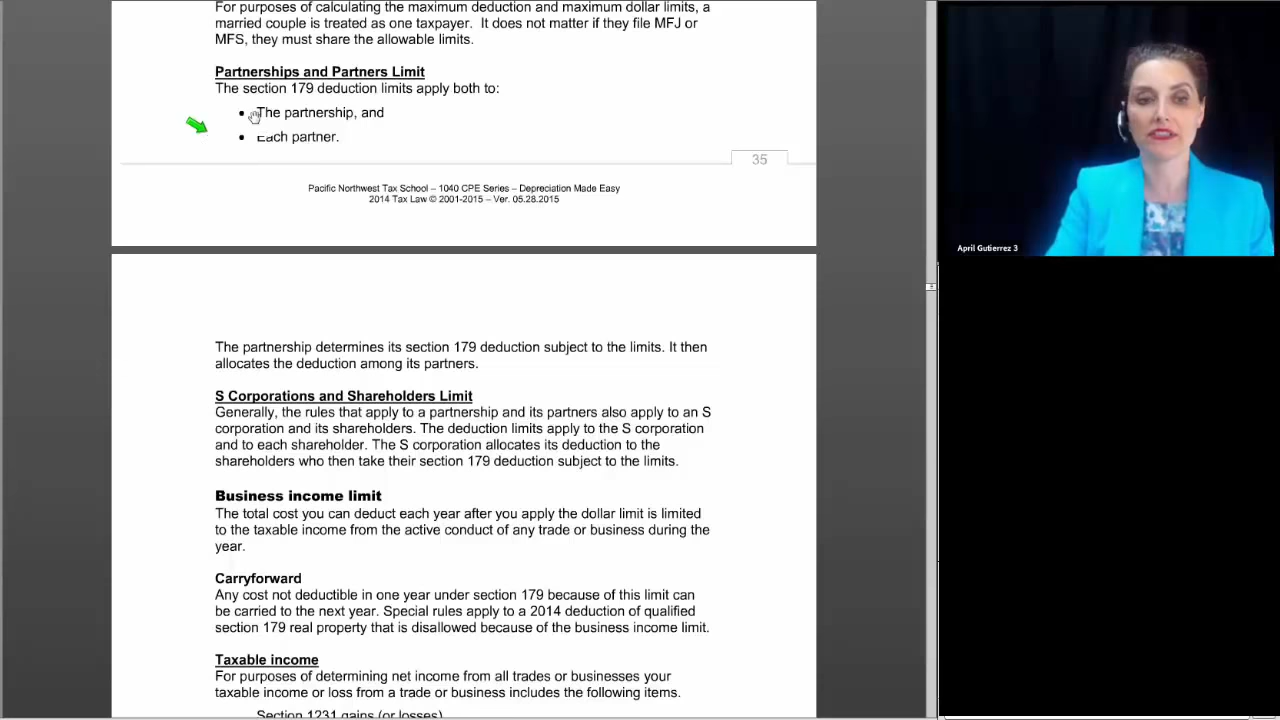 For purposes of calculating the maximum deduction and maximum dollar limits, a
married couple is treated as one taxpayer.  It does not matter if they file MFJ or
MFS, they must share the allowable limits.
Partnerships and Partners Limit
The section 179 deduction limits apply both to:
• The partnership, and
• Each partner.
35
Pacific Northwest Tax School – 1040 CPE Series – Depreciation Made Easy
2014 Tax Law © 2001-2015 – Ver. 05.28.2015
The partnership determines its section 179 deduction subject to the limits. It then
allocates the deduction among its partners.
S Corporations and Shareholders Limit
Generally, the rules that apply to a partnership and its partners also apply to an S
corporation and its shareholders. The deduction limits apply to the S corporation
and to each shareholder. The S corporation allocates its deduction to the
shareholders who then take their section 179 deduction subject to the limits.
Business income limit
The total cost you can deduct each year after you apply the dollar limit is limited
to the taxable income from the active conduct of any trade or business during the
year.
Carryforward
Any cost not deductible in one year under section 179 because of this limit can
be carried to the next year. Special rules apply to a 2014 deduction of qualified
section 179 real property that is disallowed because of the business income limit.
Taxable income
For purposes of determining net income from all trades or businesses your
taxable income or loss from a trade or business includes the following items.
Section 1231 gains (or losses)
April Gutierrez 3